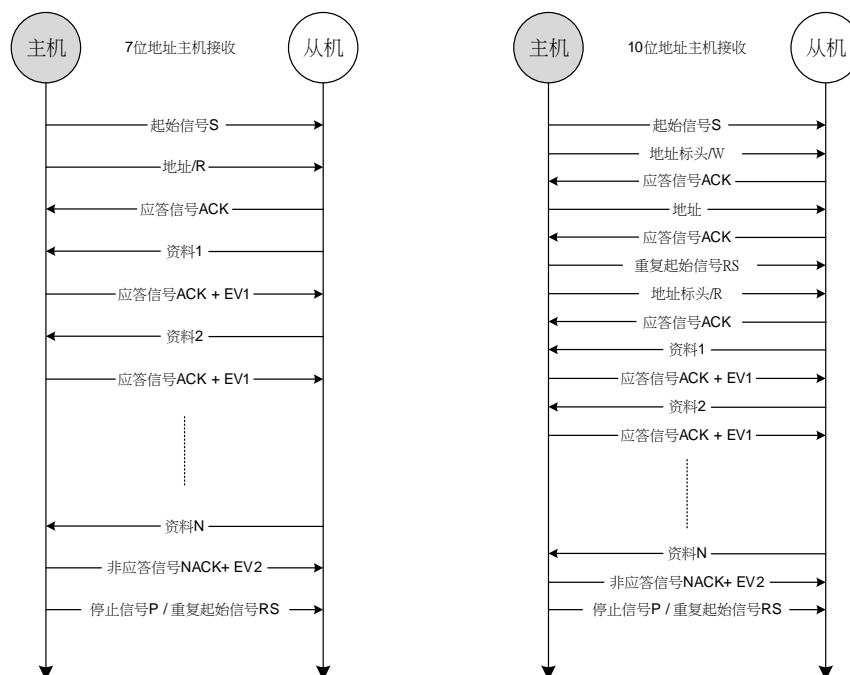 主机
7位地址主机接收
从机
起始信号S
地址/R
应答信号ACK
资料1
应答信号ACK + EV1
资料2
应答信号ACK + EV1
资料N
非应答信号NACK+ EV2
停止信号P / 重复起始信号RS
主机
10位地址主机接收
从机
起始信号S
地址标头/W
应答信号ACK
地址
应答信号ACK
重复起始信号RS
地址标头/R
应答信号ACK
资料1
应答信号ACK + EV1
资料2
应答信号ACK + EV1
资料N
非应答信号NACK+ EV2
停止信号P / 重复起始信号RS